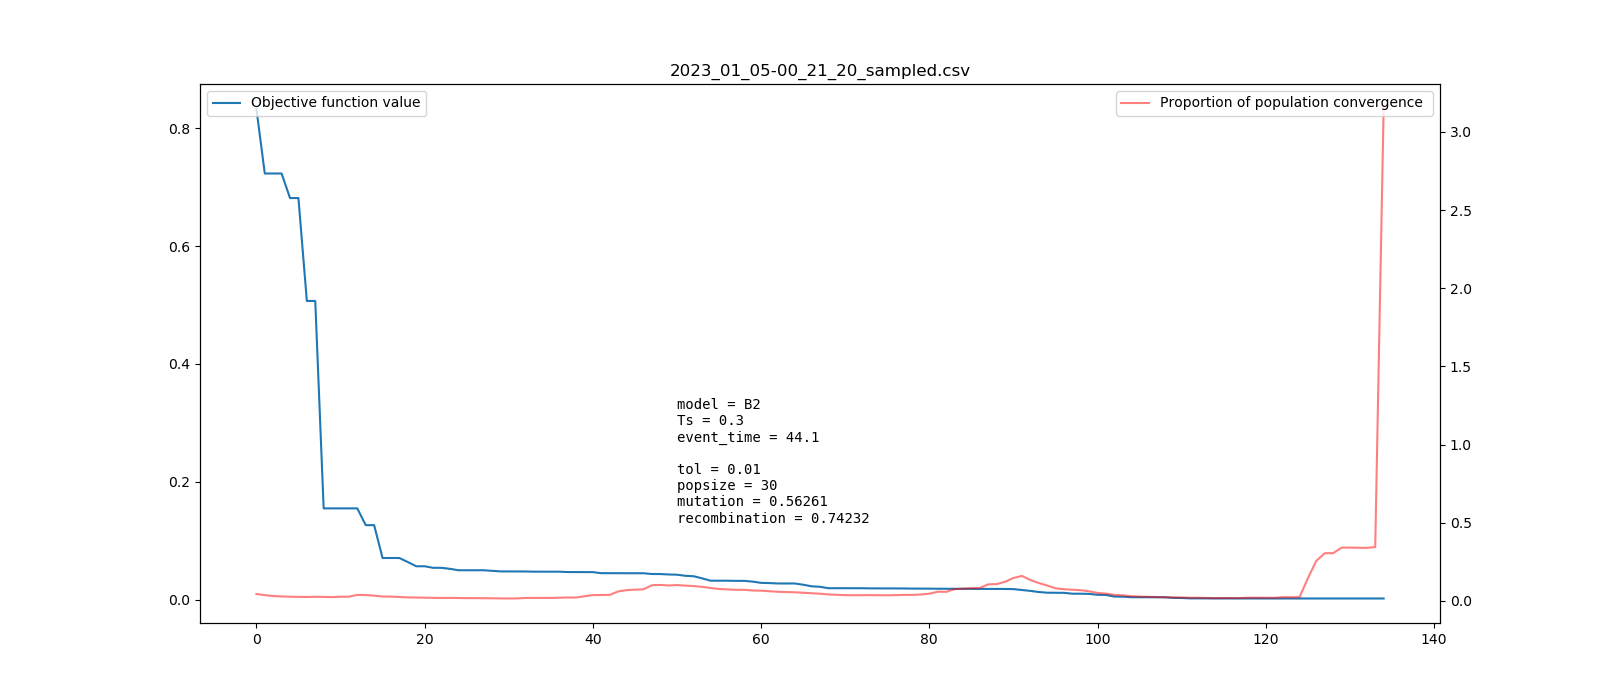 2023_01_05-00_21_20_sampled.csv
Objective function value
Proportion of population convergence
0.8
0.6
0.4
0.2
0.0
3.0
2.5
2.0
1.5
1.0
0.5
0.0
model = B2
Ts = 0.3
event_time = 44.1
tol = 0.01
popsize = 30
mutation = 0.56261
recombination = 0.74232
0 20 40 60 80 100 120 140